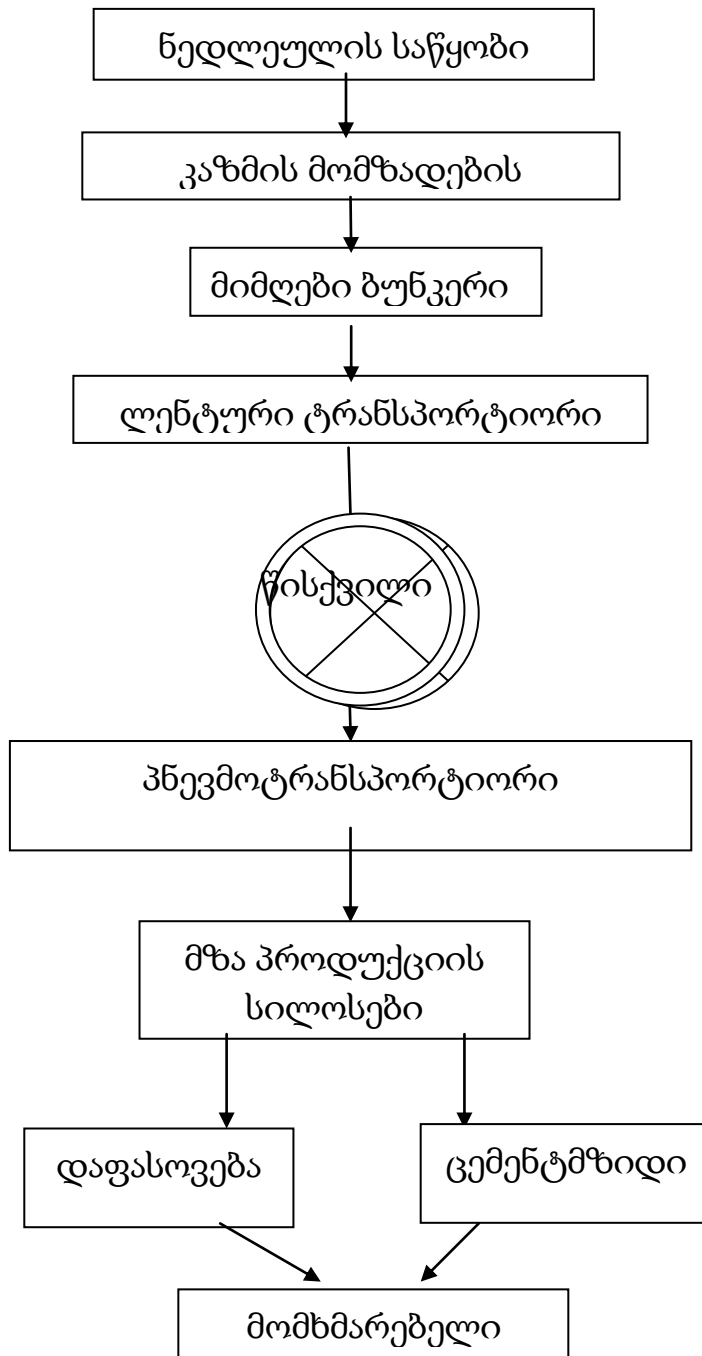 ნედლეულის საწყობი
კაზმის მომზადების
მიმღები ბუნკერი
ლენტური ტრანსპორტიორი
წისქვილი
პნევმოტრანსპორტიორი
მზა პროდუქციის
სილოსები
დაფასოვება
ცემენტმზიდი
მომხმარებელი